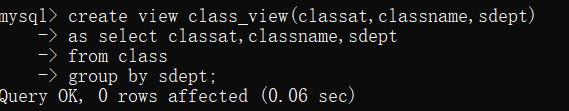 mysql> create view class_view(classat,classname,sdept)
-> as select classat,classname,sdept
-> from class
-> group by sdept;
Query OK, 0 rows affected (0.06 sec)